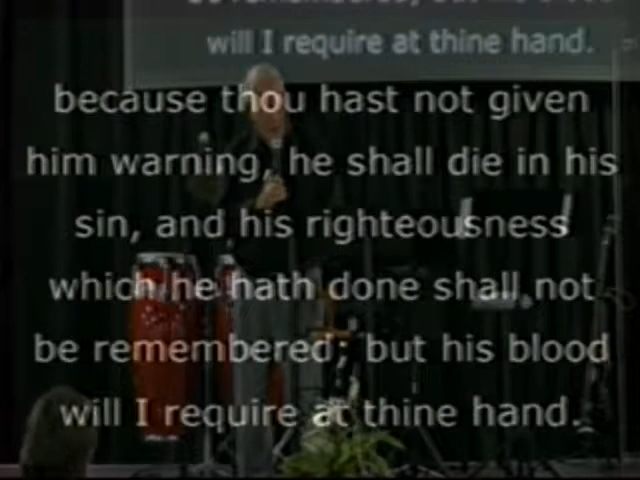 will I require at thine hand.
because thou hast not given
him warning, he shall die in his
sin, and his righteousness
which he hath done shall not
be remembered; but his blood
will I require at thine hand.